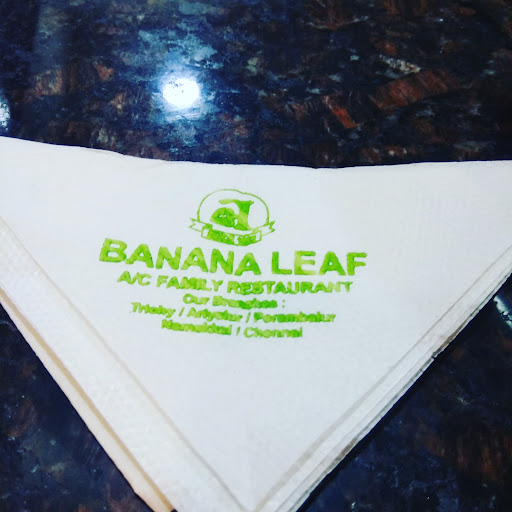 a
BANANA LEAF
A/C FAMILY RESTAURANT
Our Branches :
Trichy / Ariyalur / Perambalur
Namakkal / Chennai